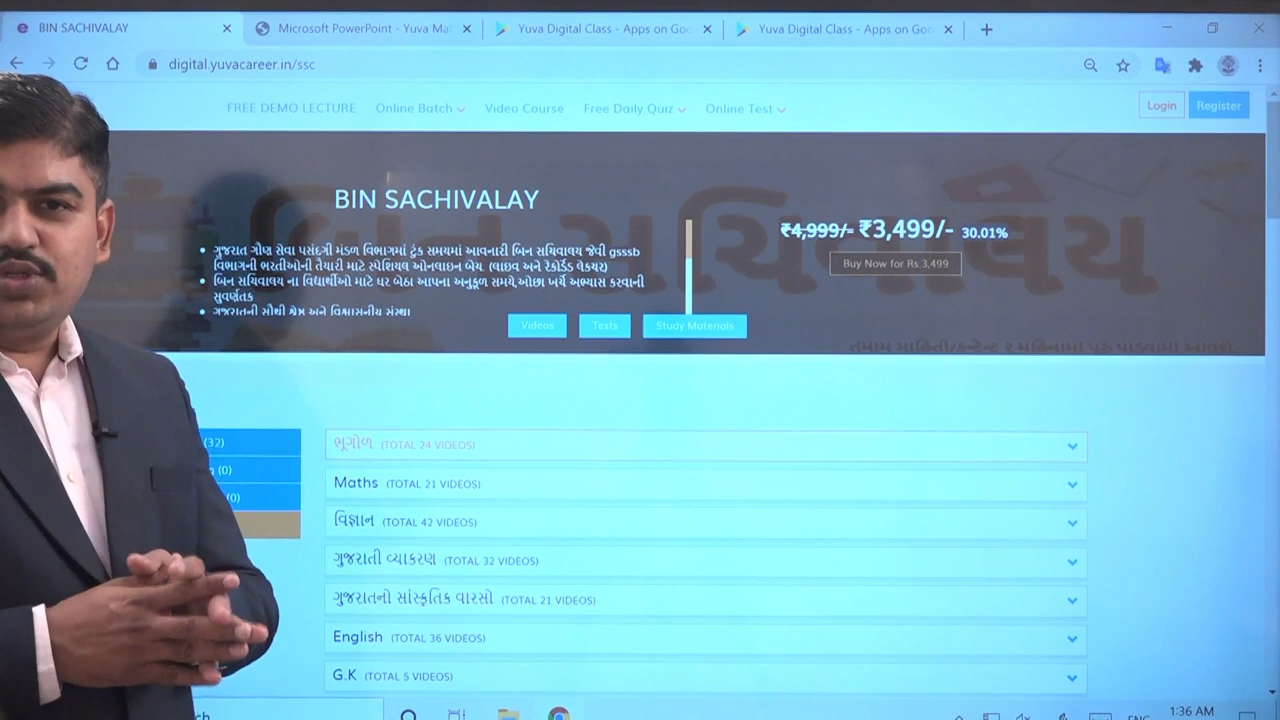 BIN SACHIVALAY
Microsoft PowerPoint - Yuva Ma
Yuva Digital Class - Apps on Goo
Yuva Digital Class - Apps on Goo
digital.yuvacareer.in/ssc
FREE DEMO LECTURE Online Batch Video Course Free Daily Quiz Online Test
Login Register
BIN SACHIVALAY
બિન સચિવાલય
₹4,999/- ₹3,499/- 30.01%
Buy Now for Rs.3,499
ગુજરાત ગૌણ સેવા પસંદગી મંડળ વિભાગમાં ટુંક સમયમાં આવનારી બિન સચિવાલય જેવી gsssb
વિભાગની ભરતીઓની તૈયારી માટે સ્પેશિયલ ઓનલાઇન બેચ. (લાઇવ અને રેકોર્ડેડ લેક્ચર)
બિન સચિવાલય ના વિદ્યાર્થીઓ માટે ઘર બેઠા આપના અનુકૂળ સમયે,ઓછા ખર્ચે અભ્યાસ કરવાની
સુવર્ણતક
ગુજરાતની સૌથી શ્રેષ્ઠ અને વિશ્વાસનીય સંસ્થા
Videos Tests Study Materials
(32)
(0)
(0)
ભૂગોળ (TOTAL 24 VIDEOS)
Maths (TOTAL 21 VIDEOS)
વિજ્ઞાન (TOTAL 42 VIDEOS)
ગુજરાતી વ્યાકરણ (TOTAL 32 VIDEOS)
ગુજરાતનો સાંસ્કૃતિક વારસો (TOTAL 21 VIDEOS)
English (TOTAL 36 VIDEOS)
G.K (TOTAL 5 VIDEOS)
ENG
1:36 AM